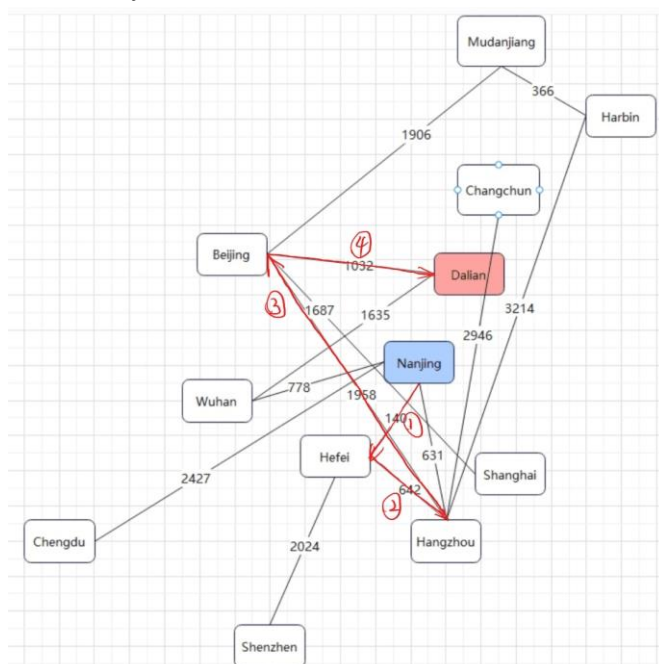 Mudanjiang
366
Harbin
1906
Changchun
Beijing
④
1032
Dalian
③
1687
1635
3214
2946
Nanjing
Wuhan
778
1958
140
①
Hefei
631
Shanghai
2427
642
②
Chengdu
2024
Hangzhou
Shenzhen